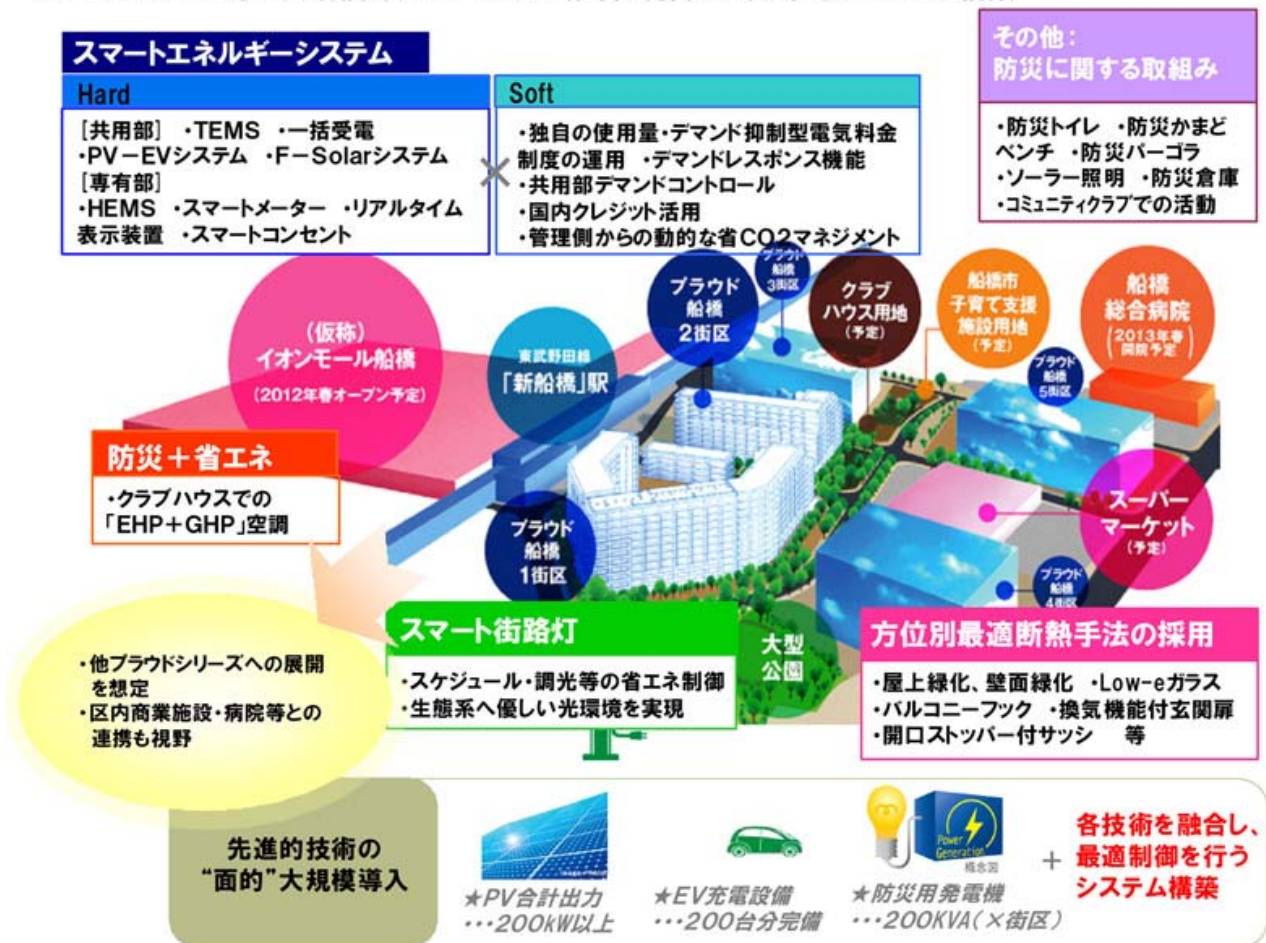 スマートエネルギーシステム
Hard
［共用部］ ・TEMS ・一括受電
・PV－EVシステム ・F－Solarシステム
［専有部］
・HEMS ・スマートメーター ・リアルタイム
表示装置 ・スマートコンセント
×
Soft
・独自の使用量・デマンド抑制型電気料金
制度の運用 ・デマンドレスポンス機能
・共用部デマンドコントロール
・国内クレジット活用
・管理側からの動的な省CO2マネジメント
その他：
防災に関する取組み
・防災トイレ ・防災かまど
ベンチ ・防災パーゴラ
・ソーラー照明 ・防災倉庫
・コミュニティクラブでの活動
（仮称）
イオンモール船橋
（2012年春オープン予定）
東武野田線
「新船橋」駅
プラウド
船橋
2街区
プラウド
船橋
3街区
クラブ
ハウス用地
（予定）
船橋市
子育て支援
施設用地
（予定）
船橋
総合病院
（2013年春
開院予定）
プラウド
船橋
5街区
防災＋省エネ
・クラブハウスでの
「EHP＋GHP」空調
プラウド
船橋
1街区
スーパー
マーケット
（予定）
プラウド
船橋
4街区
・他プラウドシリーズへの展開
を想定
・区内商業施設・病院等との
連携も視野
スマート街路灯
・スケジュール・調光等の省エネ制御
・生態系へ優しい光環境を実現
大型
公園
方位別最適断熱手法の採用
・屋上緑化、壁面緑化 ・Low-eガラス
・バルコニーフック ・換気機能付玄関扉
・開口ストッパー付サッシ 等
先進的技術の
“面的”大規模導入
★PV合計出力
・・・200kW以上
★EV充電設備
・・・200台分完備
Power
Generation
概念図
★防災用発電機
・・・200KVA（×街区）
＋
各技術を融合し、
最適制御を行う
システム構築